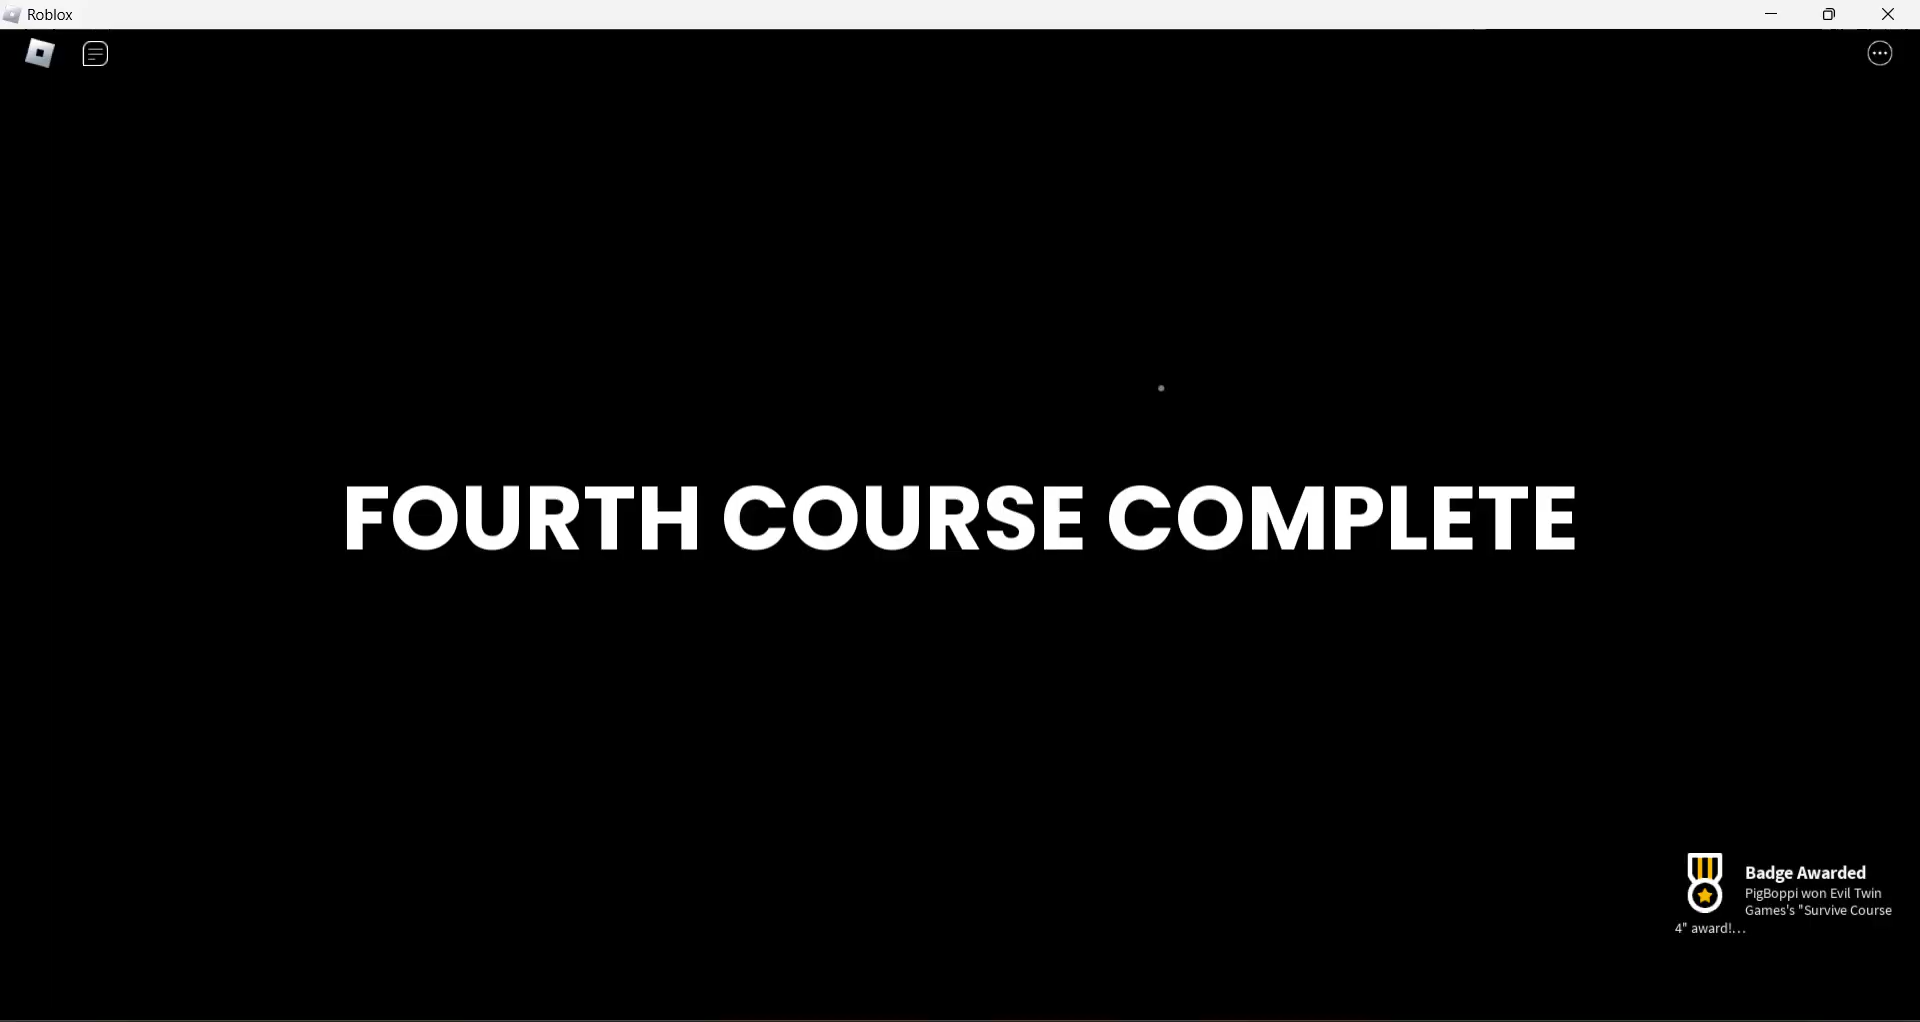 Roblox
FOURTH COURSE COMPLETE
Badge Awarded
PigBoppi won Evil Twin
Games's "Survive Course
4" award!...